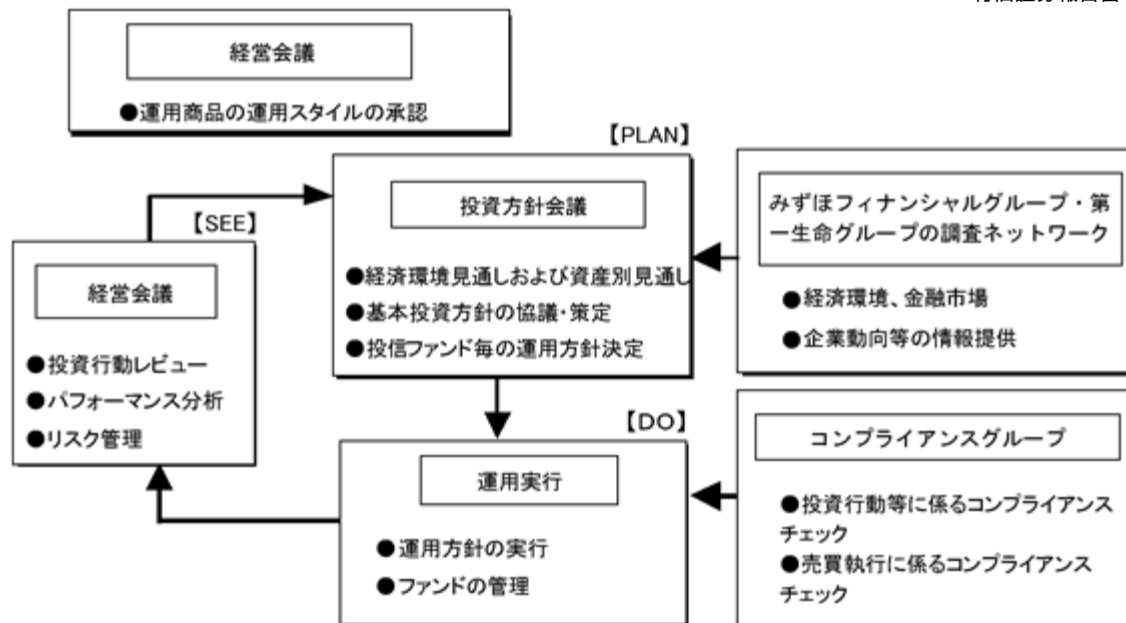 経営会議
●運用商品の運用スタイルの承認
【PLAN】
投資方針会議
●経済環境見通しおよび資産別見通し
●基本投資方針の協議・策定
●投信ファンド毎の運用方針決定
みずほフィナンシャルグループ・第
一生命グループの調査ネットワーク
●経済環境、金融市場
●企業動向等の情報提供
【SEE】
経営会議
●投資行動レビュー
●パフォーマンス分析
●リスク管理
【DO】
運用実行
●運用方針の実行
●ファンドの管理
コンプライアンスグループ
●投資行動等に係るコンプライアンス
チェック
●売買執行に係るコンプライアンス
チェック